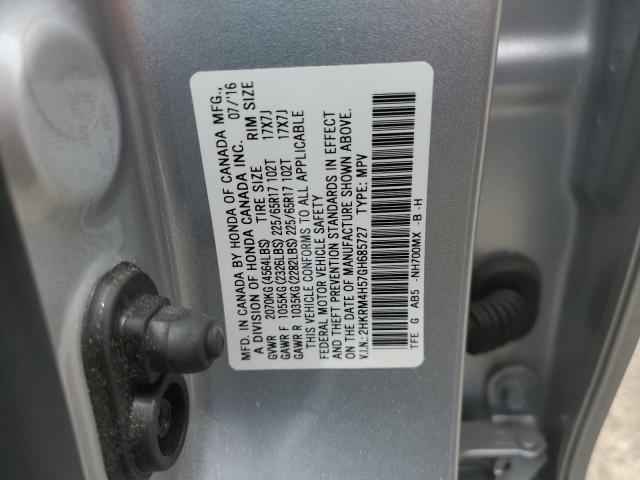 MFD. IN CANADA BY HONDA OF CANADA MFG.,
A DIVISION OF HONDA CANADA INC. 07/'16
TIRE SIZE RIM SIZE
GVWR 2070KG (4564LBS)
GAWR F 1055KG (2326LBS) 225/65R17 102T 17X7J
GAWR R 1035KG (2282LBS) 225/65R17 102T 17X7J
THIS VEHICLE CONFORMS TO ALL APPLICABLE
FEDERAL MOTOR VEHICLE SAFETY
AND THEFT PREVENTION STANDARDS IN EFFECT
ON THE DATE OF MANUFACTURE SHOWN ABOVE.
V.I.N.: 2HKRM4H57GH685727 TYPE: MPV
TFE G AB5 -NH700MX -B -H